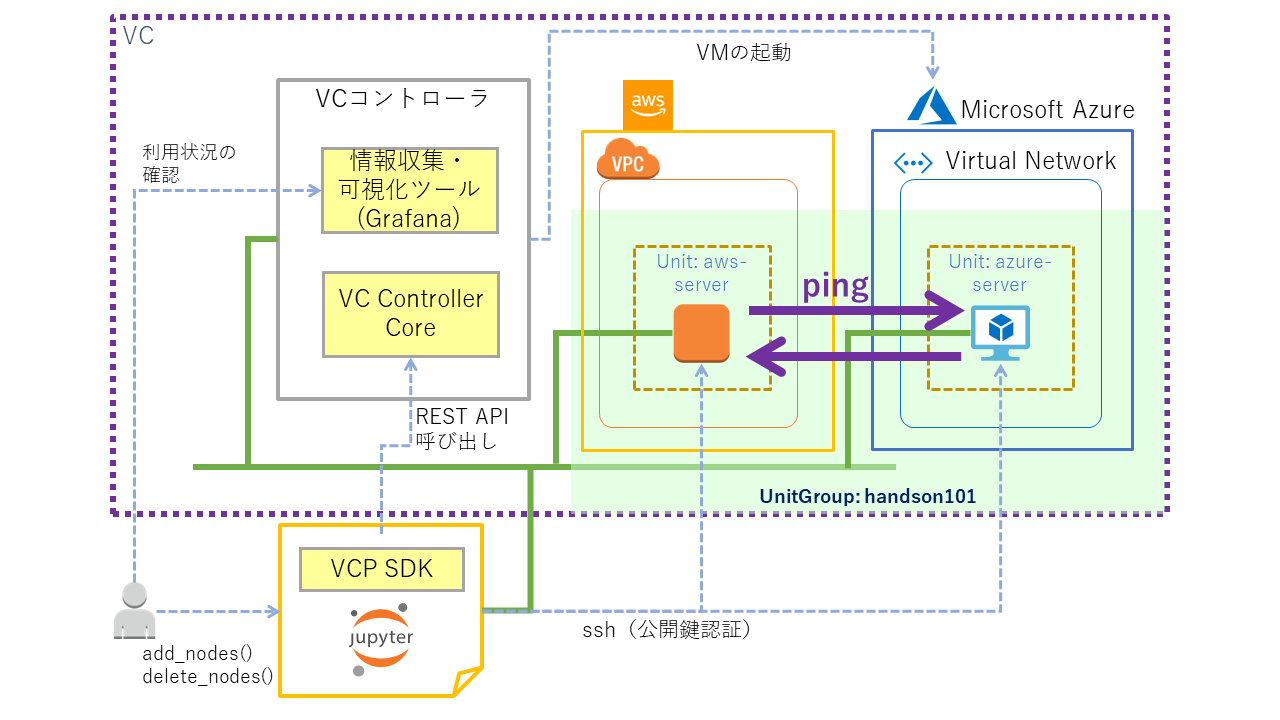 VC
VMの起動
VCコントローラ
aws
Microsoft Azure
利用状況の
確認
情報収集・
可視化ツール
(Grafana)
VPC
Virtual Network
Unit: aws-
server
ping
Unit: azure-
server
VC Controller
Core
REST API
呼び出し
UnitGroup: handson101
VCP SDK
jupyter
ssh（公開鍵認証）
add_nodes()
delete_nodes()